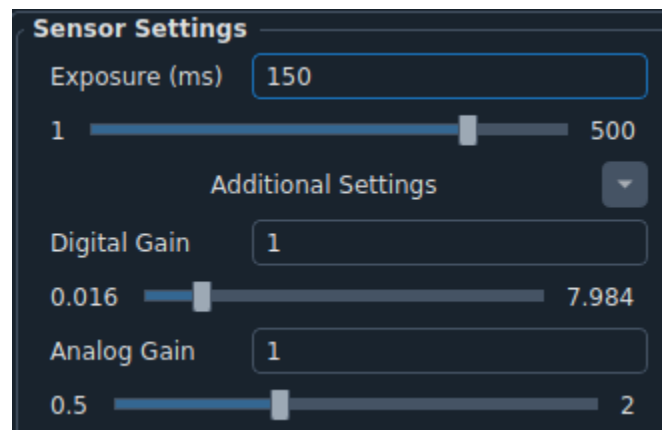 Sensor Settings
Exposure (ms) 150
1 500
Additional Settings
Digital Gain 1
0.016 7.984
Analog Gain 1
0.5 2